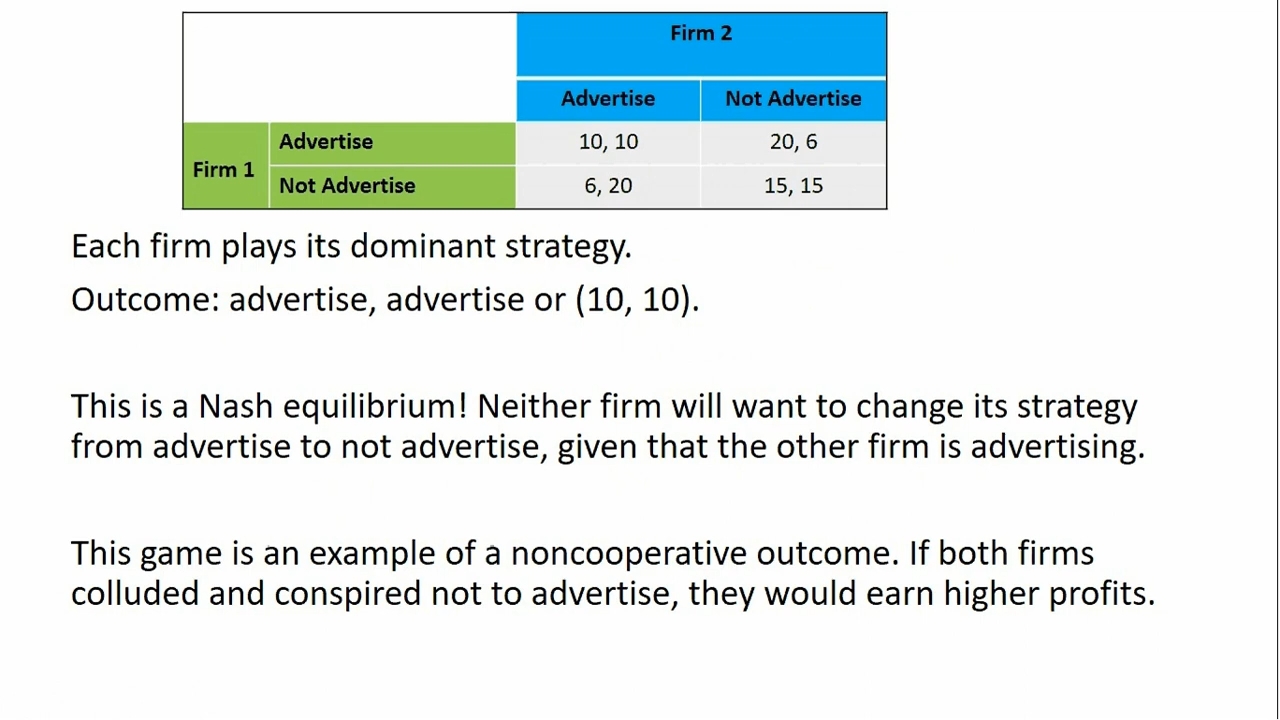 Firm 2
Advertise Not Advertise
Firm 1
Advertise 10, 10 20, 6
Not Advertise 6, 20 15, 15
Each firm plays its dominant strategy.
Outcome: advertise, advertise or (10, 10).
This is a Nash equilibrium! Neither firm will want to change its strategy
from advertise to not advertise, given that the other firm is advertising.
This game is an example of a noncooperative outcome. If both firms
colluded and conspired not to advertise, they would earn higher profits.